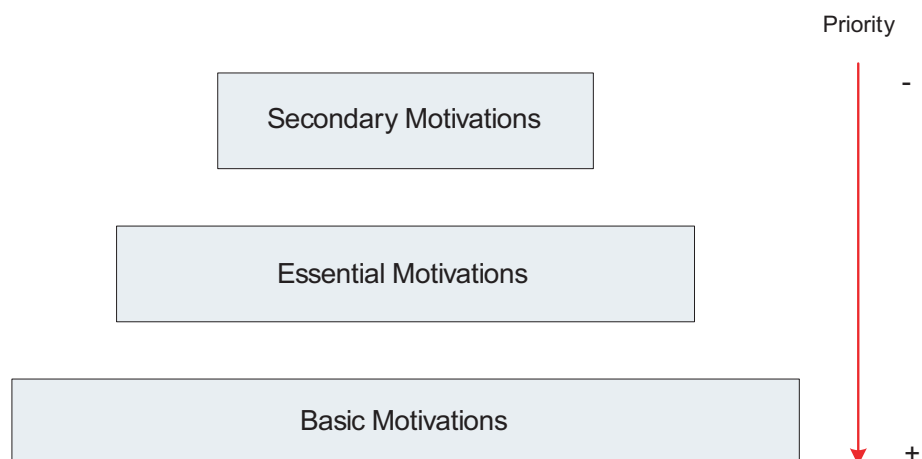 Priority
-
Secondary Motivations
Essential Motivations
Basic Motivations
+